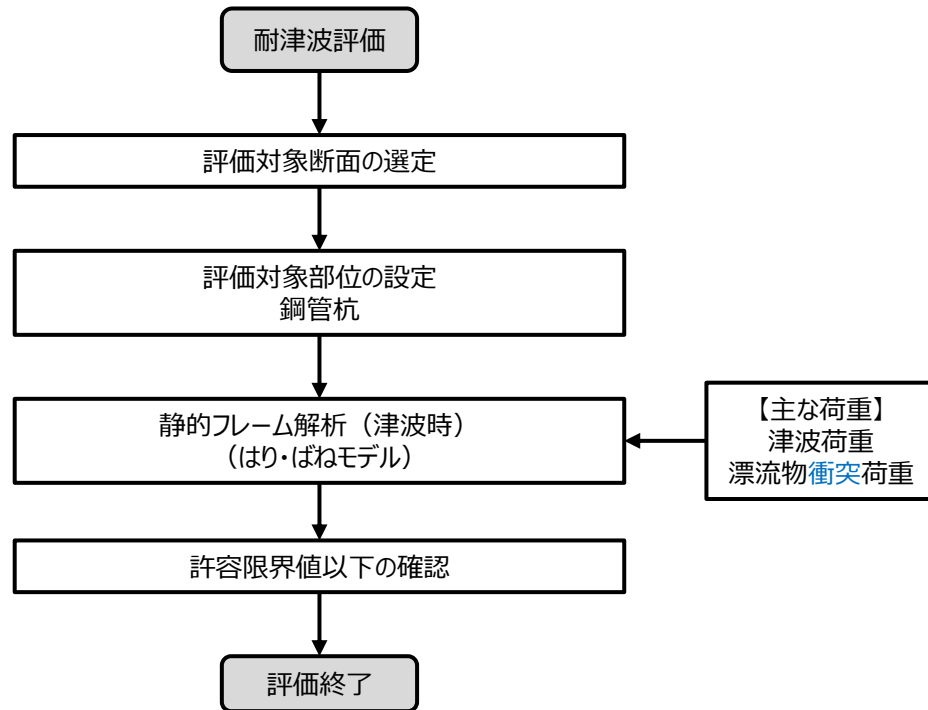 耐津波評価
評価対象断面の選定
評価対象部位の設定
鋼管杭
静的フレーム解析（津波時）
（はり・ばねモデル）
【主な荷重】
津波荷重
漂流物衝突荷重
許容限界値以下の確認
評価終了